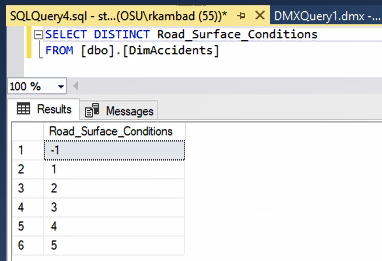 SQLQuery4.sql - st...(OSU\rkambad (55))* DMXQuery1.dmx -...
SELECT DISTINCT Road_Surface_Conditions
FROM [dbo].[DimAccidents]
100 %
Results Messages
Road_Surface_Conditions
1 -1
2 1
3 2
4 3
5 4
6 5